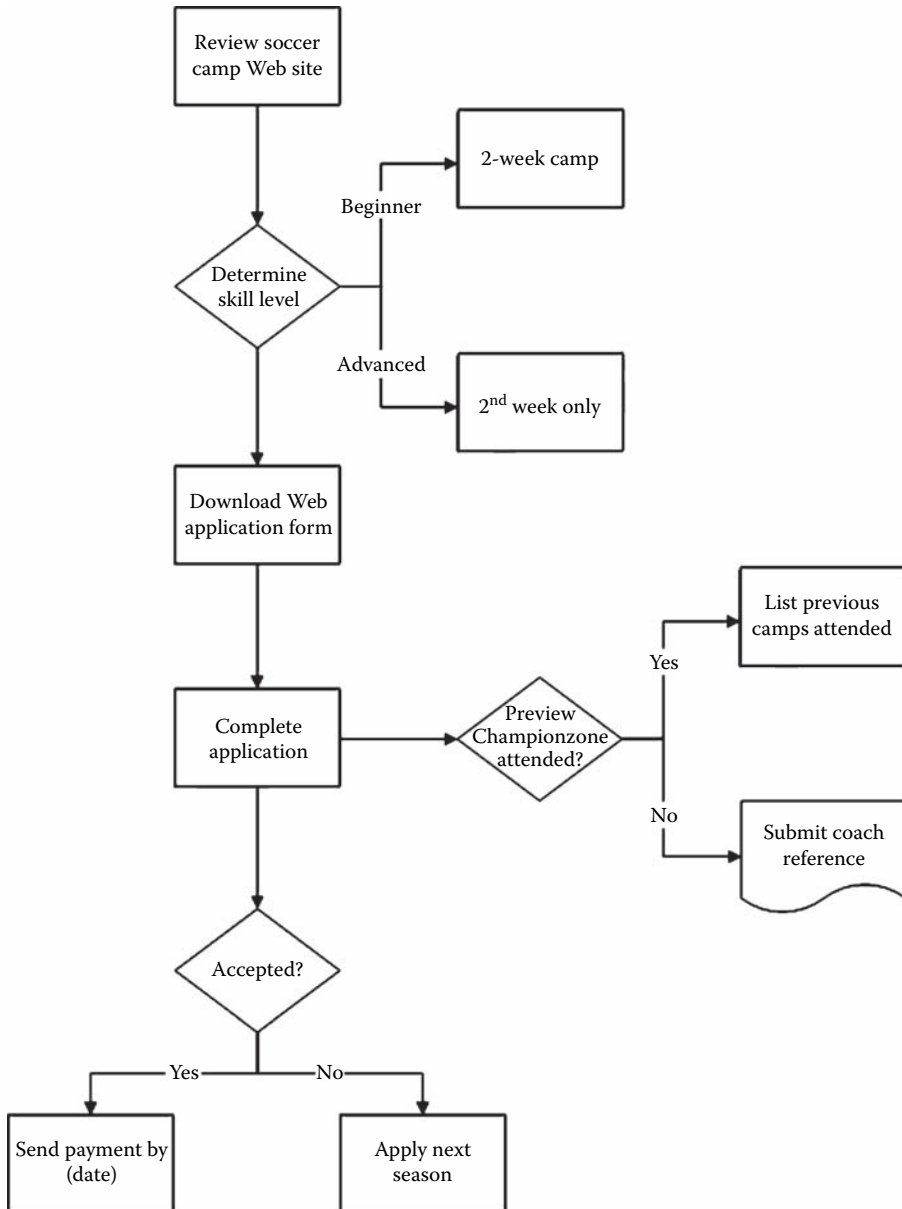 Review soccer
camp Web site
2-week camp
Beginner
Determine
skill level
Advanced
2nd week only
Download Web
application form
List previous
camps attended
Yes
Complete
application
Preview
Championzone
attended?
No
Submit coach
reference
Accepted?
Yes
No
Send payment by
(date)
Apply next
season